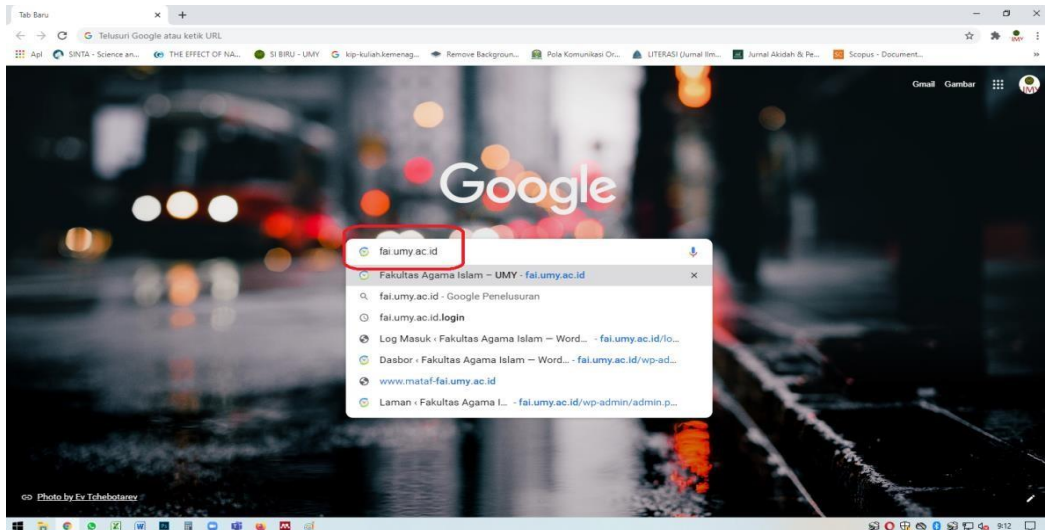 Tab Baru
Telusuri Google atau ketik URL
Apl SINTA - Science an... THE EFFECT OF NA... SI BIRU - UMY kip-kuliah.kemenag... Remove Backgroun... Pola Komunikasi Or... LITERASI (Jurnal Ilm... Jurnal Akidah & Pe... Scopus - Document... »
Gmail Gambar
Google
fai.umy.ac.id
Fakultas Agama Islam – UMY - fai.umy.ac.id
fai.umy.ac.id - Google Penelusuran
fai.umy.ac.id.login
Log Masuk ‹ Fakultas Agama Islam — Word... - fai.umy.ac.id/lo...
Dasbor ‹ Fakultas Agama Islam — Word... - fai.umy.ac.id/wp-ad...
www.mataf-fai.umy.ac.id
Laman ‹ Fakultas Agama I... - fai.umy.ac.id/wp-admin/admin.p...
Photo by Ev Tchebotarev
9:12